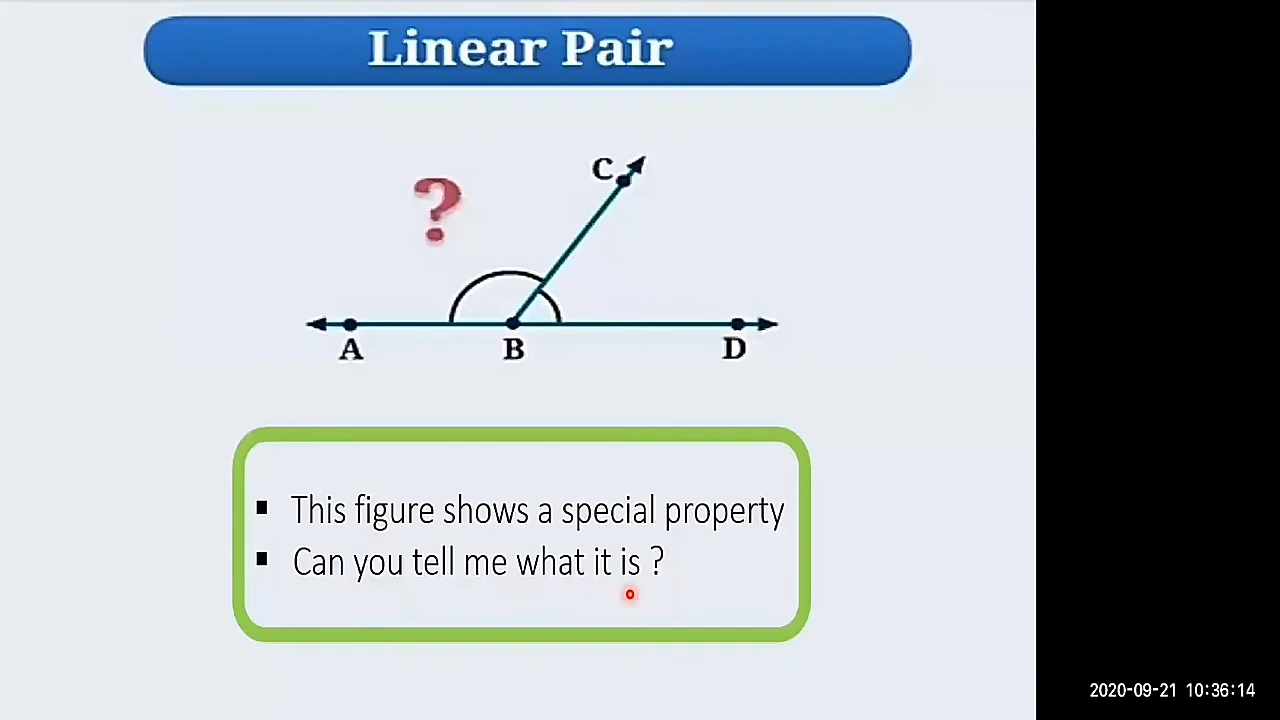 Linear Pair
?
C
A B D
▪ This figure shows a special property
▪ Can you tell me what it is ?
2020-09-21 10:36:14